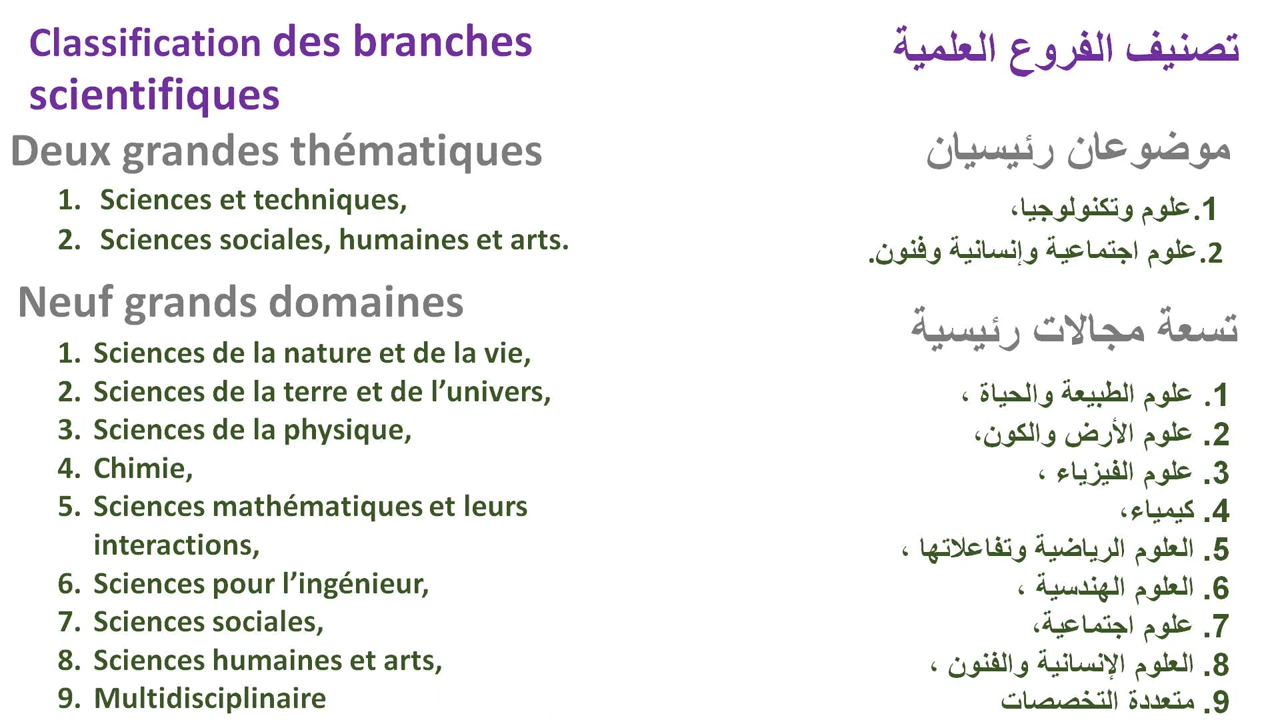 Classification des branches
scientifiques
Deux grandes thématiques
1. Sciences et techniques,
2. Sciences sociales, humaines et arts.
Neuf grands domaines
1. Sciences de la nature et de la vie,
2. Sciences de la terre et de l’univers,
3. Sciences de la physique,
4. Chimie,
5. Sciences mathématiques et leurs
interactions,
6. Sciences pour l’ingénieur,
7. Sciences sociales,
8. Sciences humaines et arts,
9. Multidisciplinaire
تصنيف الفروع العلمية
موضوعان رئيسيان
1.علوم وتكنولوجيا،
2.علوم اجتماعية وإنسانية وفنون.
تسعة مجالات رئيسية
1. علوم الطبيعة والحياة ،
2. علوم الأرض والكون،
3. علوم الفيزياء ،
4. كيمياء،
5. العلوم الرياضية وتفاعلاتها ،
6. العلوم الهندسية ،
7. علوم اجتماعية،
8. العلوم الإنسانية والفنون ،
9. متعددة التخصصات